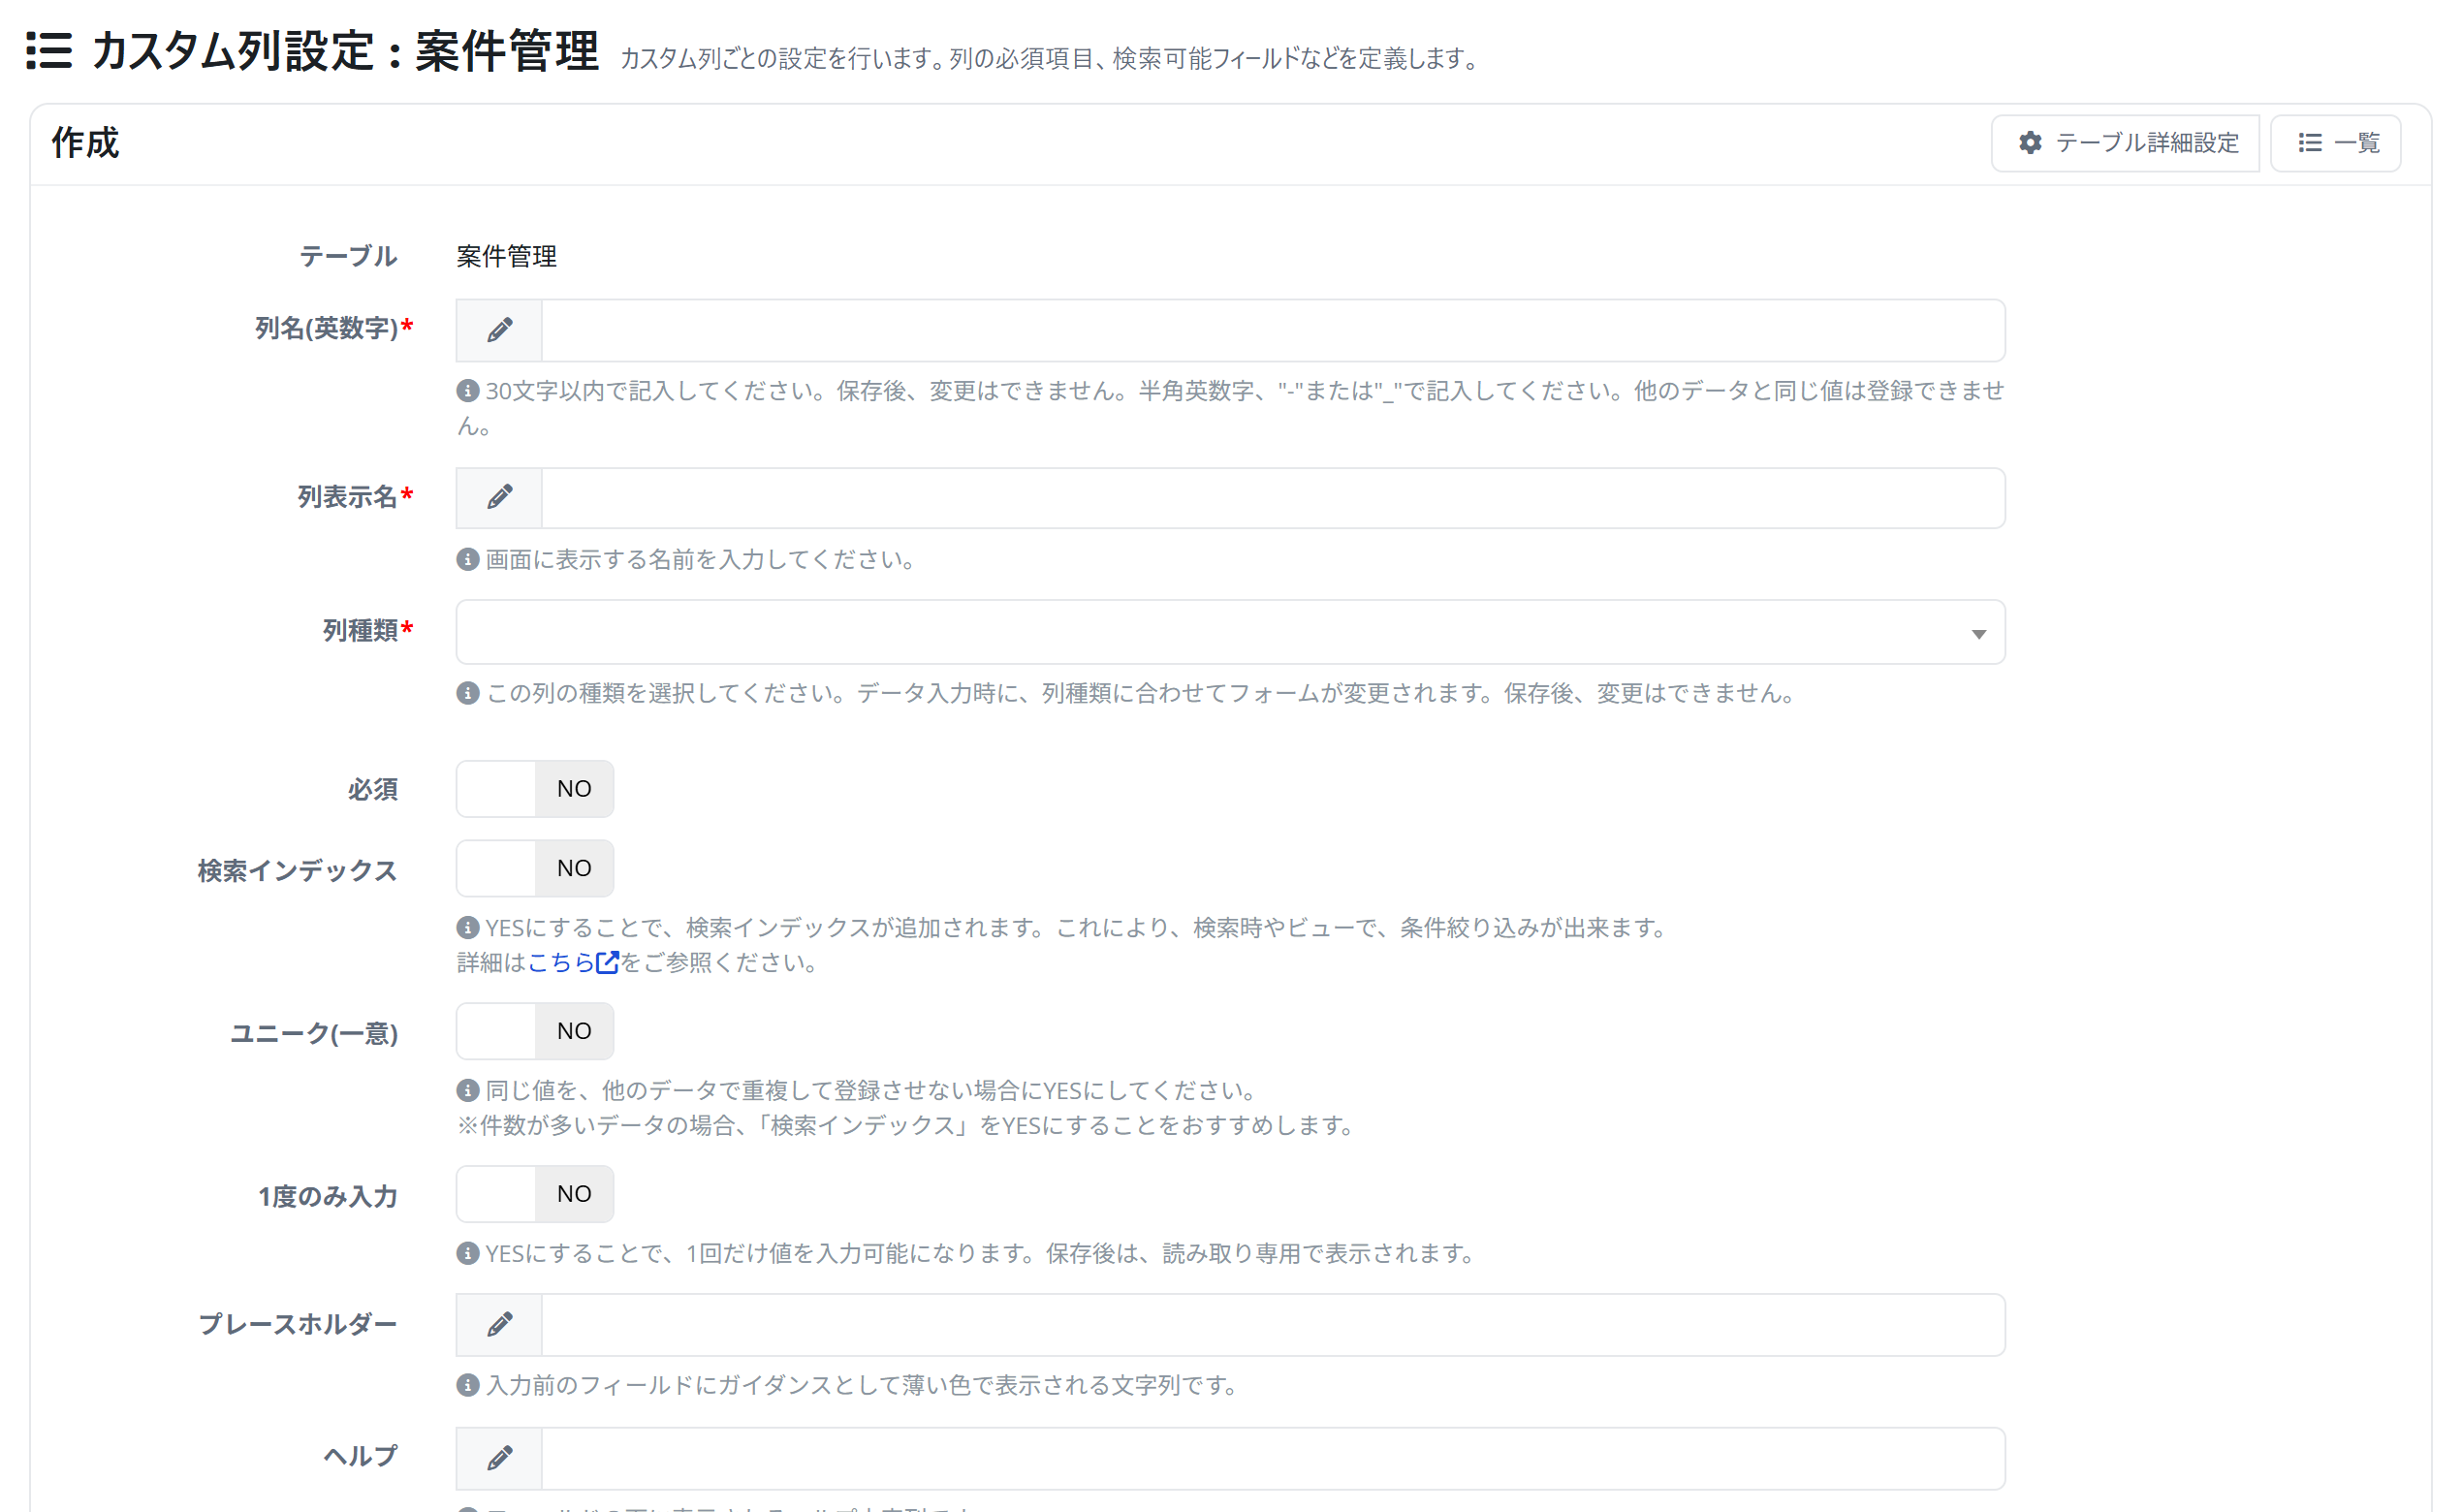 カスタム列設定 : 案件管理 カスタム列ごとの設定を行います。列の必須項目、検索可能フィールドなどを定義します。
作成
テーブル詳細設定
一覧
テーブル 案件管理
列名(英数字)*
30文字以内で記入してください。保存後、変更はできません。半角英数字、"-"または"_"で記入してください。他のデータと同じ値は登録できませ
ん。
列表示名*
画面に表示する名前を入力してください。
列種類*
この列の種類を選択してください。データ入力時に、列種類に合わせてフォームが変更されます。保存後、変更はできません。
必須 NO
検索インデックス NO
YESにすることで、検索インデックスが追加されます。これにより、検索時やビューで、条件絞り込みが出来ます。
詳細はこちらをご参照ください。
ユニーク(一意) NO
同じ値を、他のデータで重複して登録させない場合にYESにしてください。
※件数が多いデータの場合、「検索インデックス」をYESにすることをおすすめします。
1度のみ入力 NO
YESにすることで、1回だけ値を入力可能になります。保存後は、読み取り専用で表示されます。
プレースホルダー
入力前のフィールドにガイダンスとして薄い色で表示される文字列です。
ヘルプ